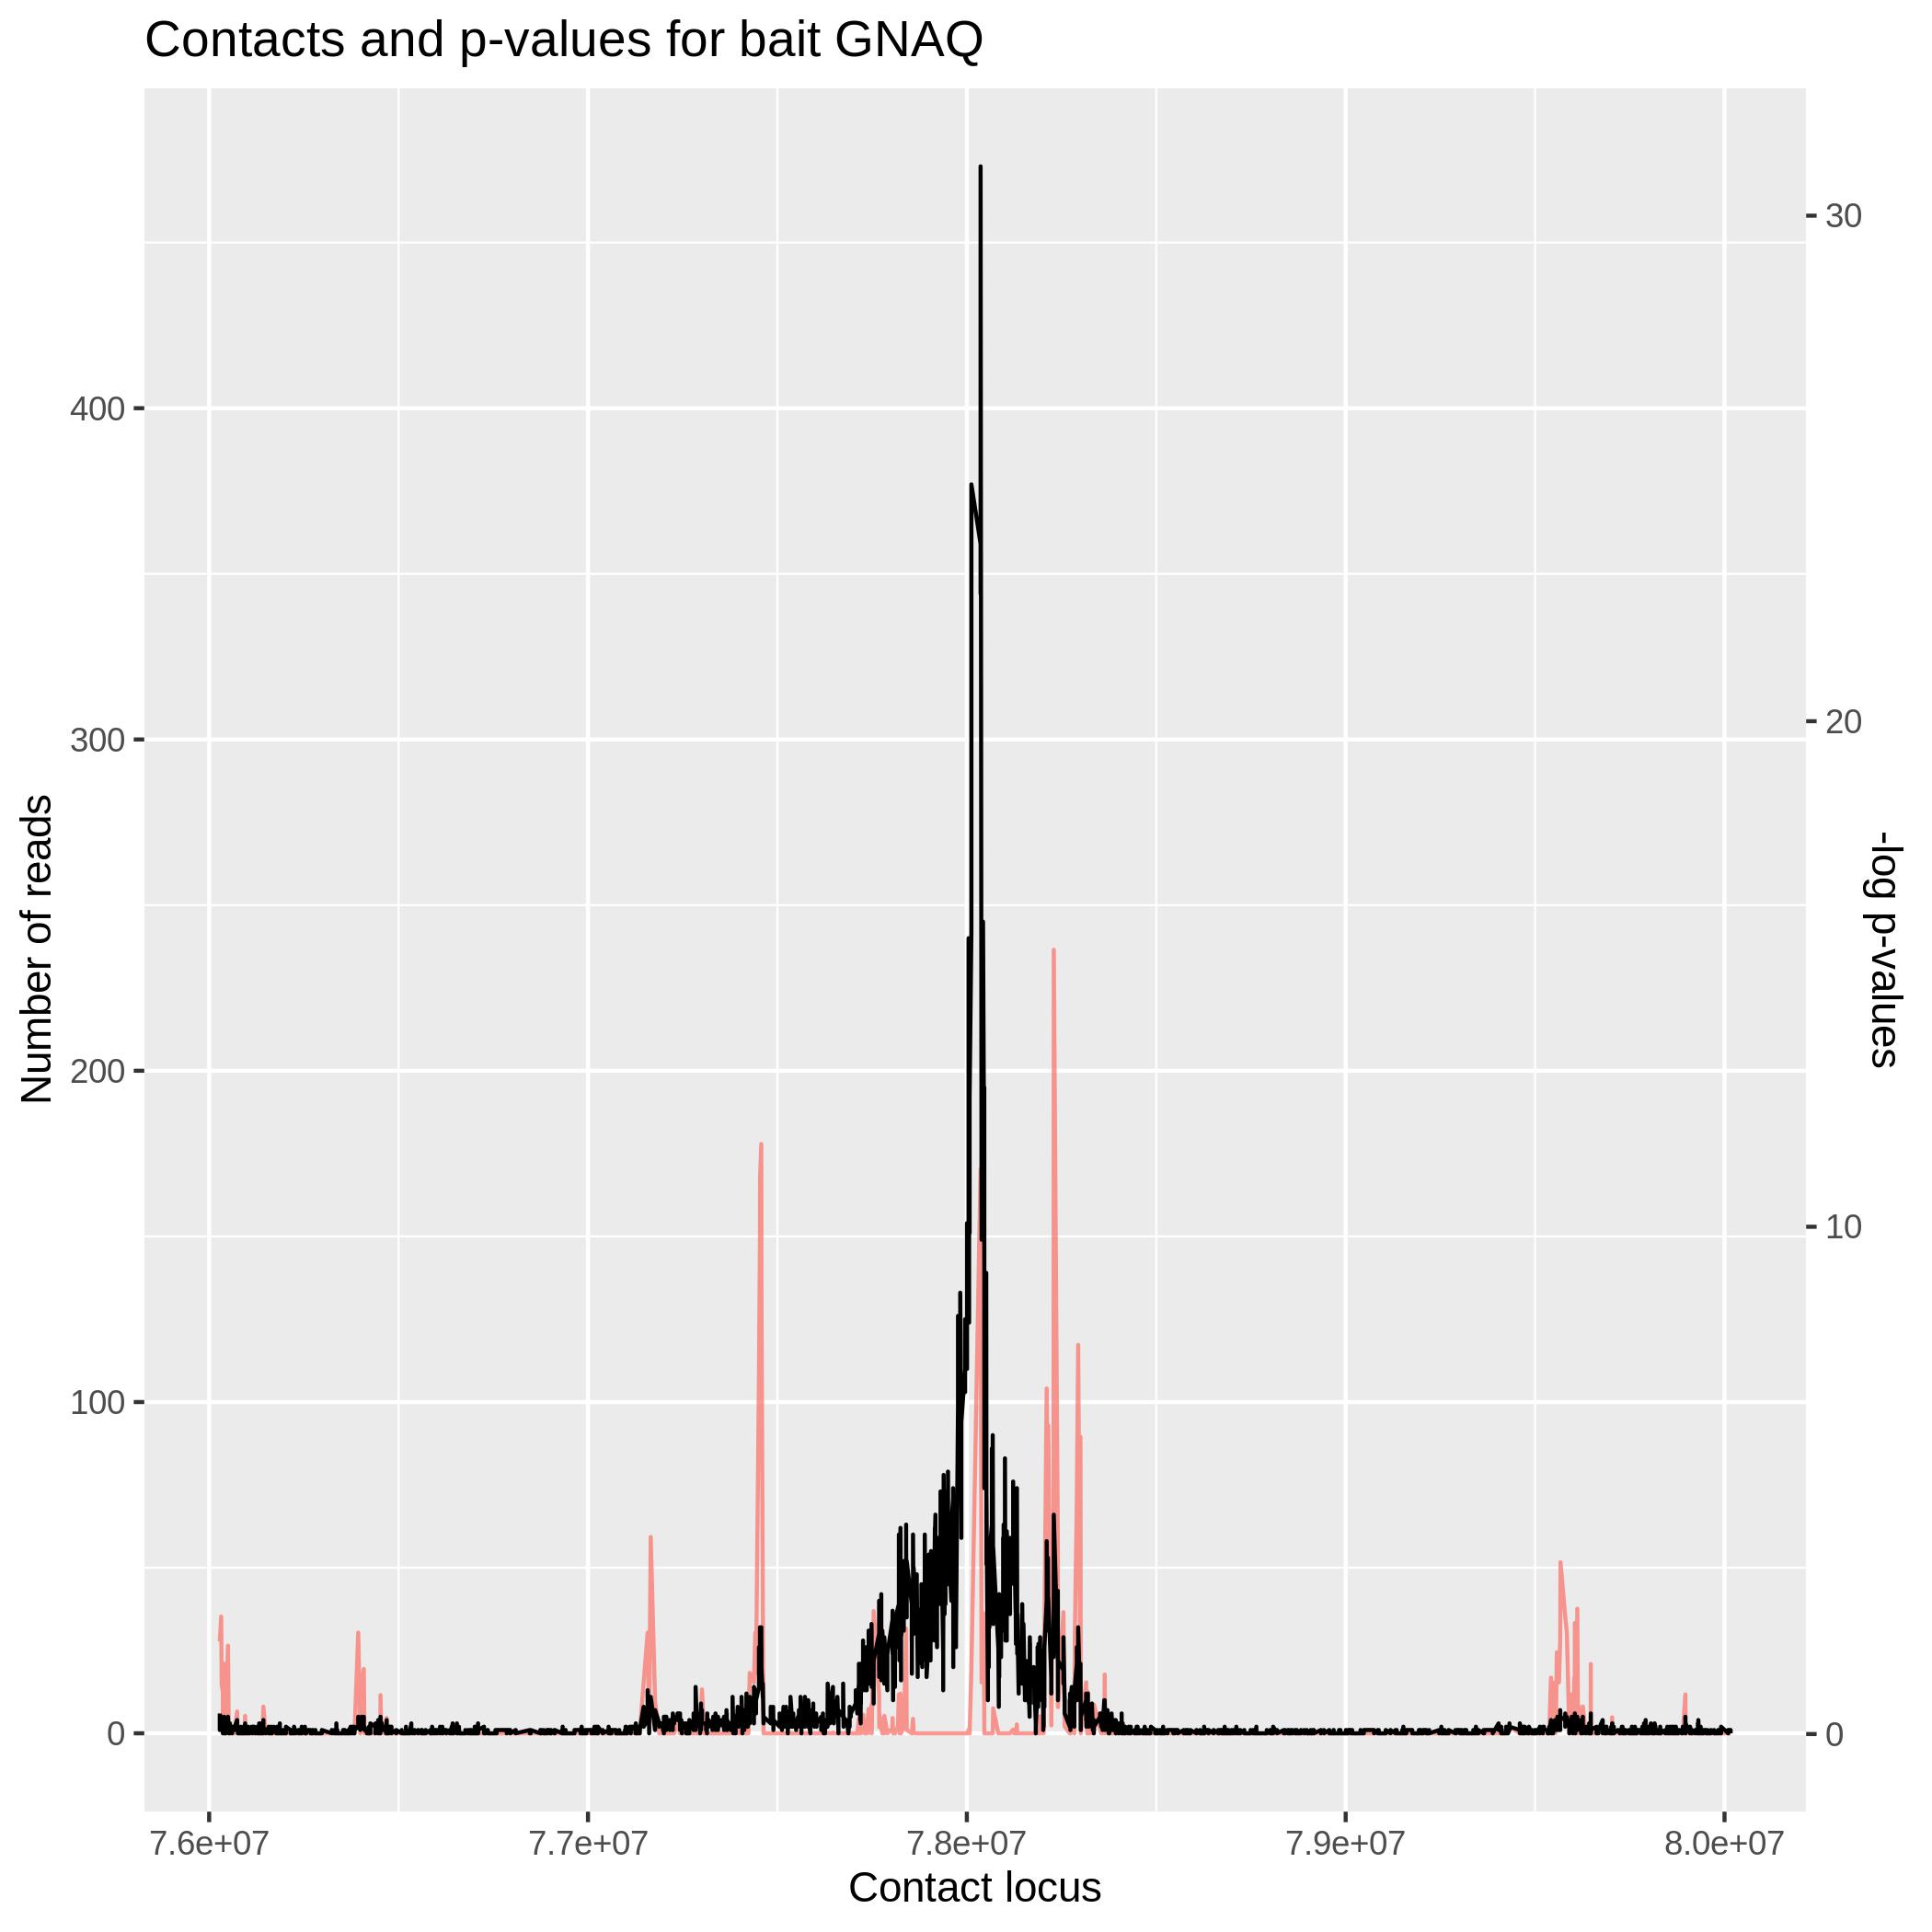 Contacts and p-values for bait GNAQ
Number of reads
400
300
200
100
0
30
20
10
0
-log p-values
7.6e+07 7.7e+07 7.8e+07 7.9e+07 8.0e+07
Contact locus